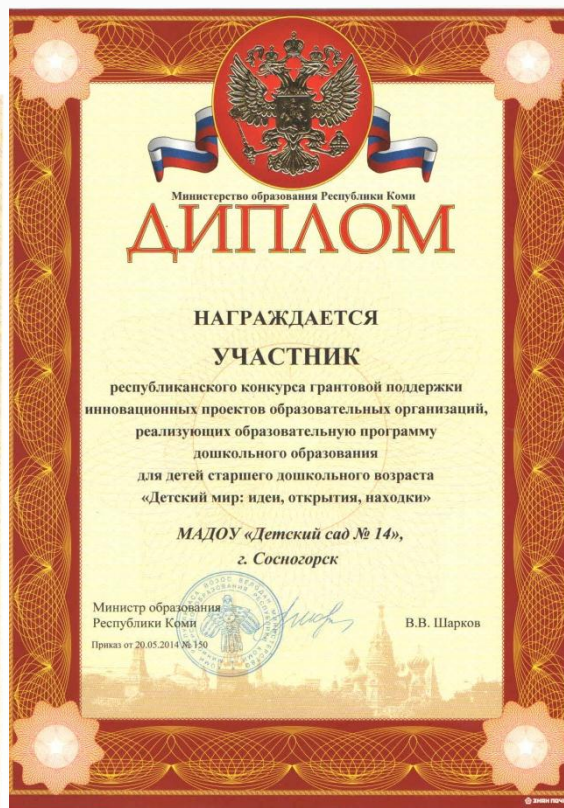 Министерство образования Республики Коми
ДИПЛОМ
НАГРАЖДАЕТСЯ
УЧАСТНИК
республиканского конкурса грантовой поддержки
инновационных проектов образовательных организаций,
реализующих образовательную программу
дошкольного образования
для детей старшего дошкольного возраста
«Детский мир: идеи, открытия, находки»
МАДОУ «Детский сад № 14»,
г. Сосногорск
Министр образования
Республики Коми
В.В. Шарков
Приказ от 20.05.2014 № 150